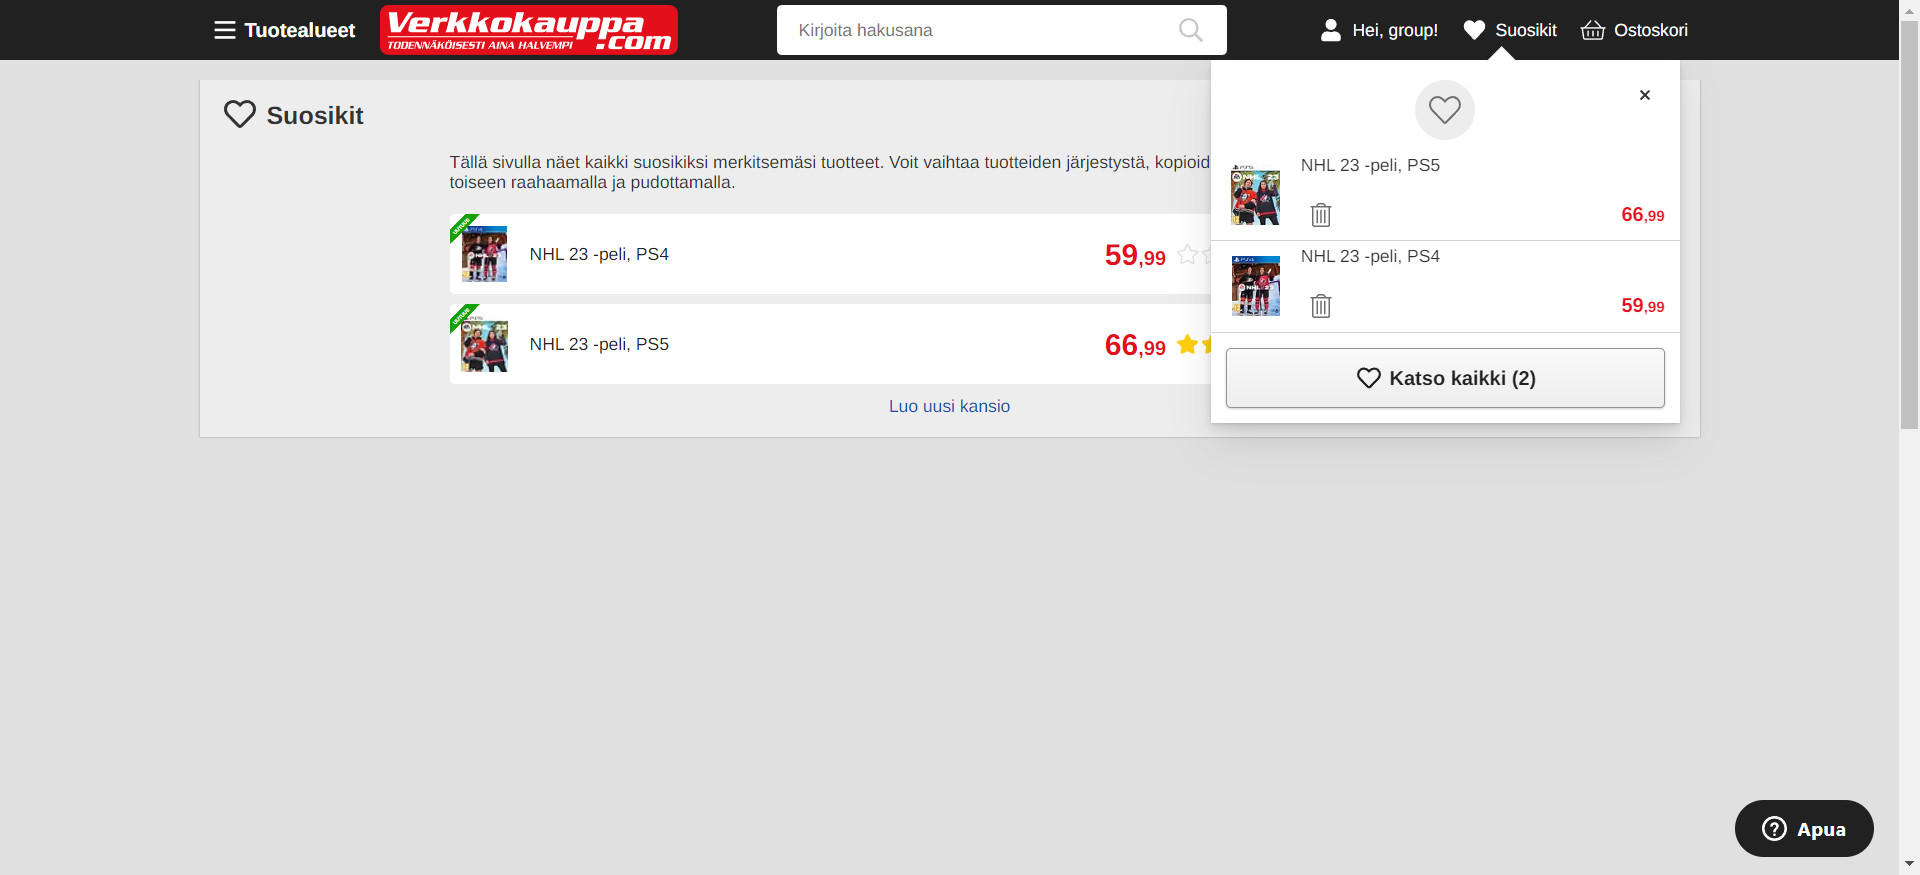 Tuotealueet
Verkkokauppa
TODENNÄKÖISESTI AINA HALVEMPI
.com
Kirjoita hakusana
Hei, group!
Suosikit
Ostoskori
Suosikit
Tällä sivulla näet kaikki suosikiksi merkitsemäsi tuotteet. Voit vaihtaa tuotteiden järjestystä, kopioid
toiseen raahaamalla ja pudottamalla.
UUTUUS
NHL 23 -peli, PS4
59,99
UUTUUS
NHL 23 -peli, PS5
66,99
Luo uusi kansio
NHL 23 -peli, PS5
66,99
NHL 23 -peli, PS4
59,99
Katso kaikki (2)
Apua